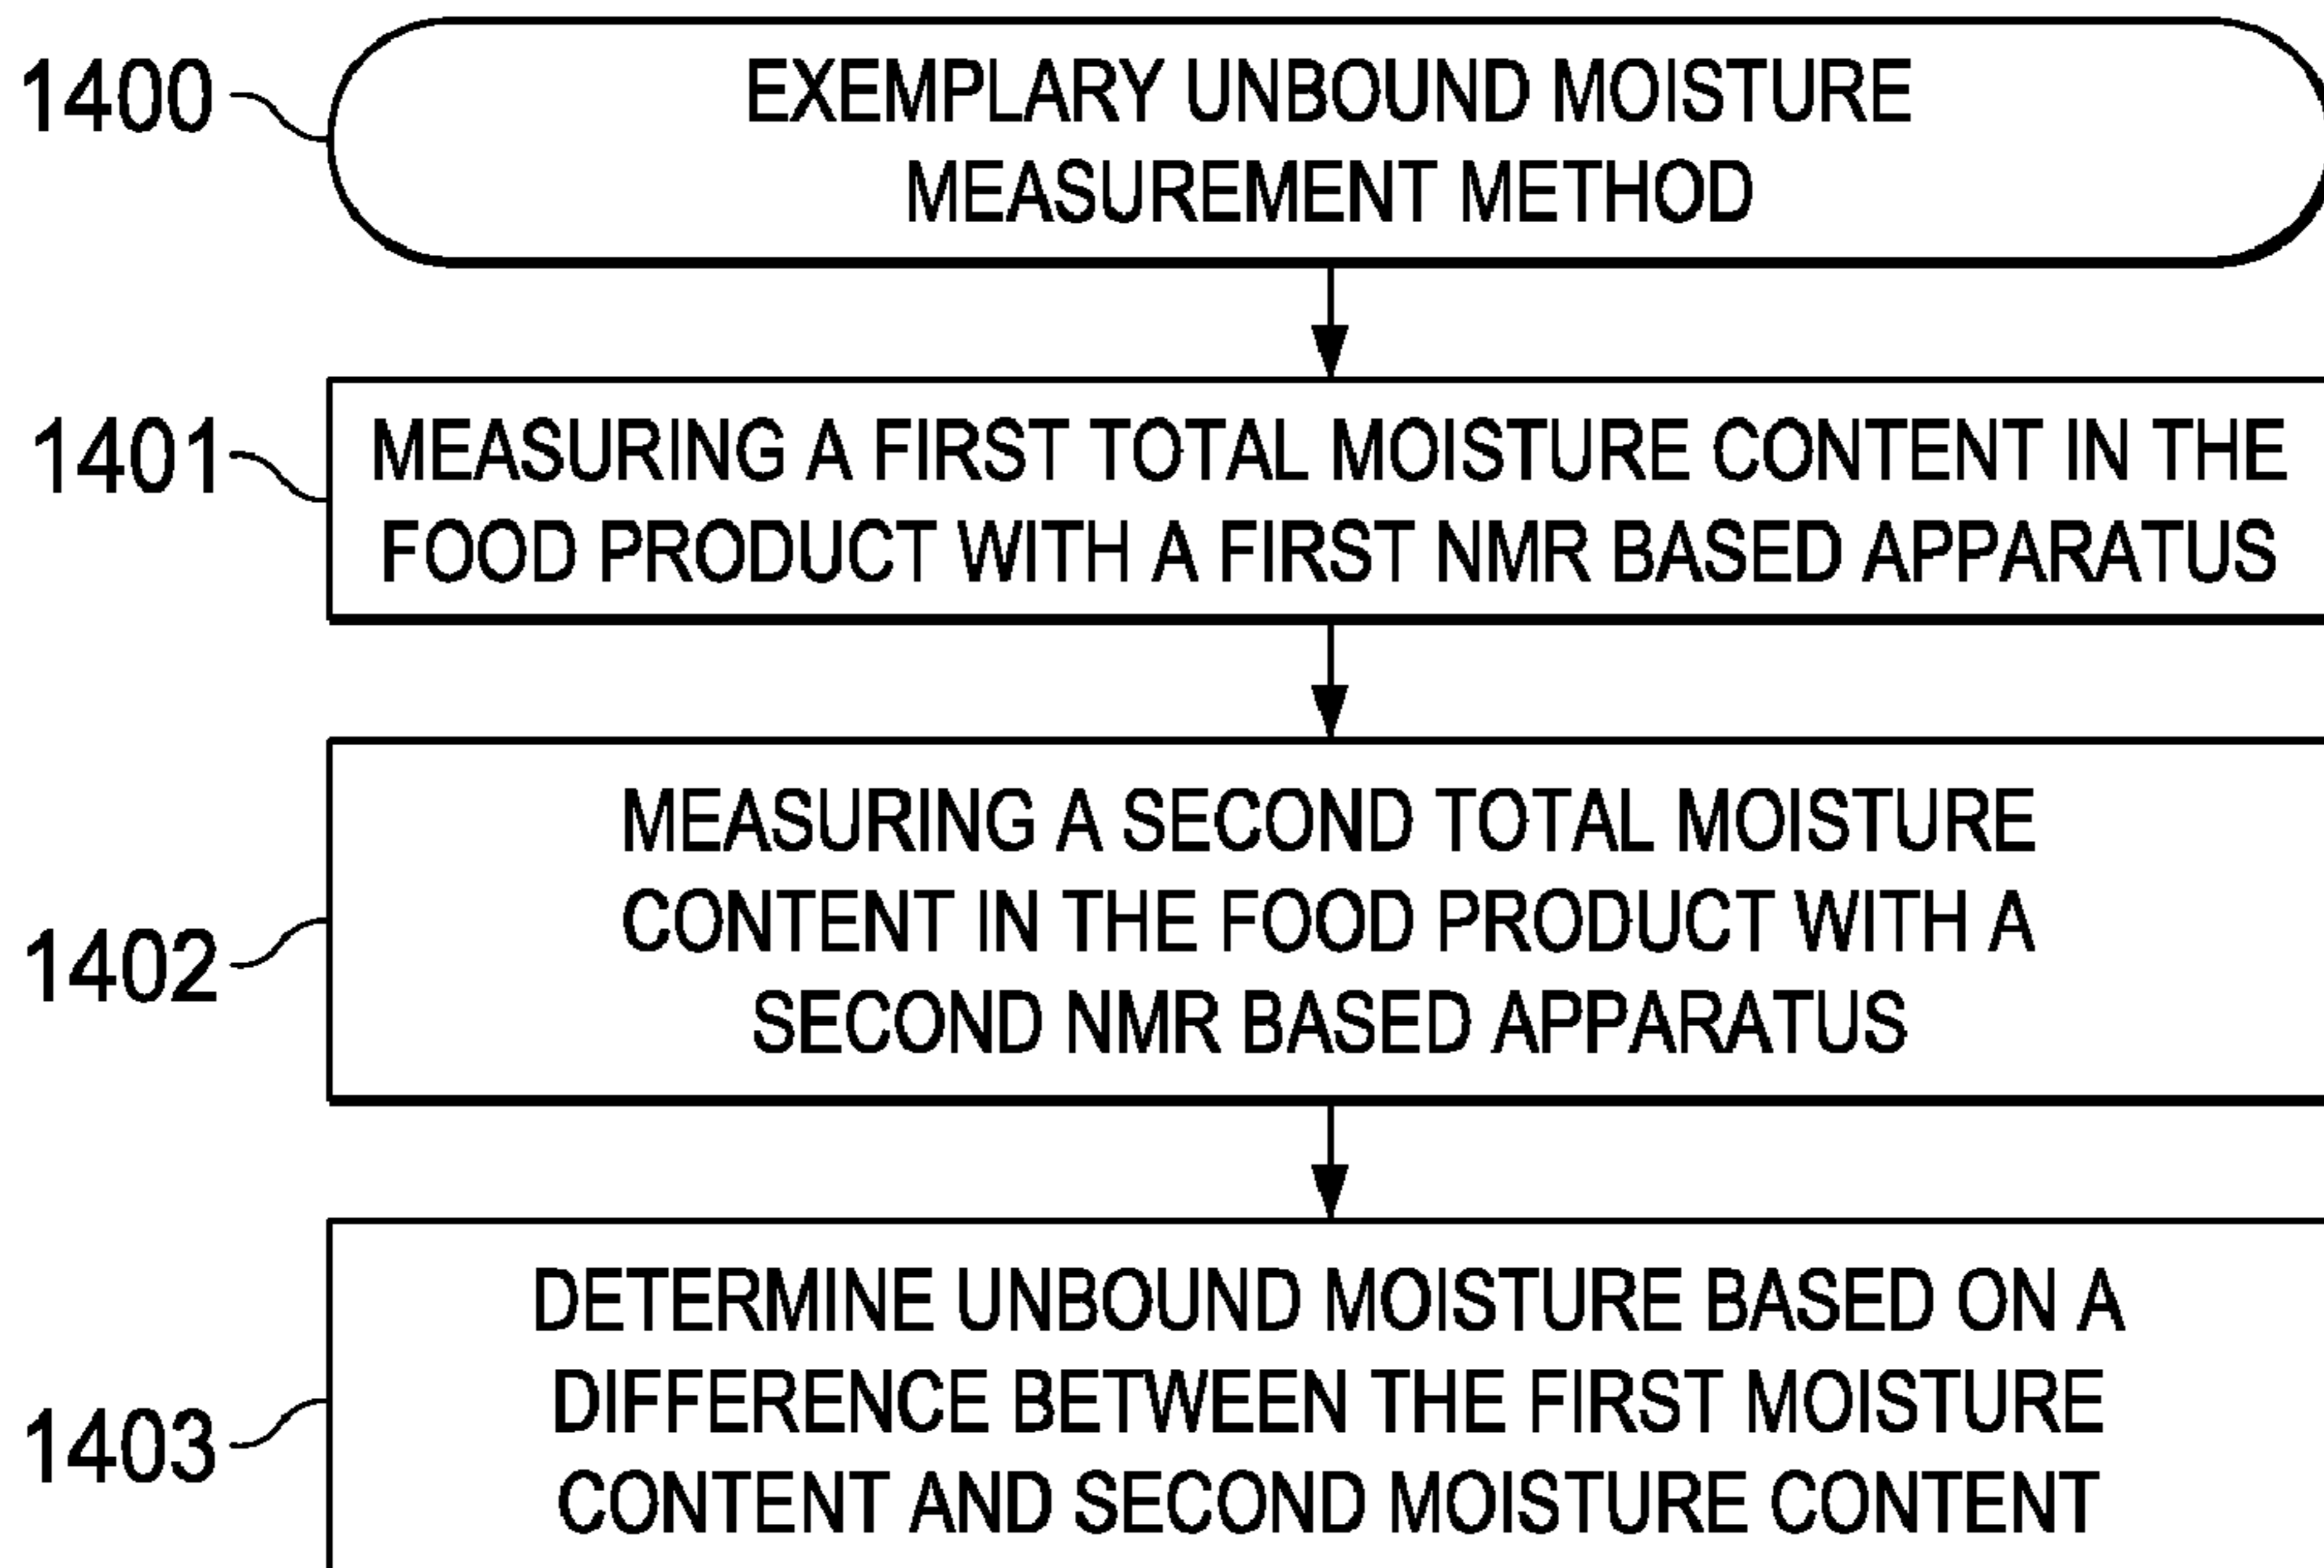 1400
EXEMPLARY UNBOUND MOISTURE
MEASUREMENT METHOD
1401
MEASURING A FIRST TOTAL MOISTURE CONTENT IN THE
FOOD PRODUCT WITH A FIRST NMR BASED APPARATUS
1402
MEASURING A SECOND TOTAL MOISTURE
CONTENT IN THE FOOD PRODUCT WITH A
SECOND NMR BASED APPARATUS
1403
DETERMINE UNBOUND MOISTURE BASED ON A
DIFFERENCE BETWEEN THE FIRST MOISTURE
CONTENT AND SECOND MOISTURE CONTENT